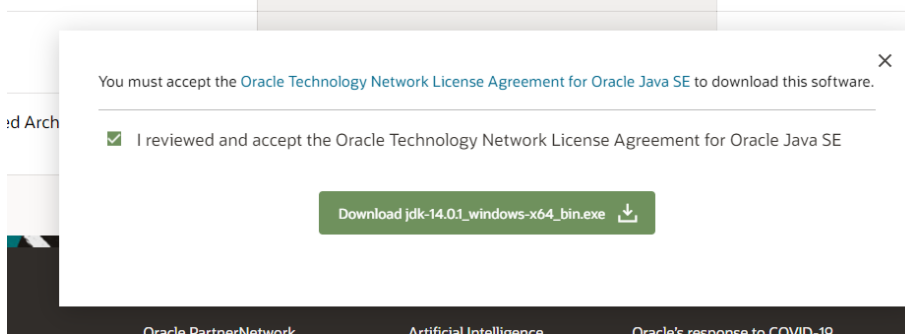 You must accept the Oracle Technology Network License Agreement for Oracle Java SE to download this software.
ed Arch
I reviewed and accept the Oracle Technology Network License Agreement for Oracle Java SE
Download jdk-14.0.1_windows-x64_bin.exe
Oracle PartnerNetwork Artificial Intelligence Oracle's response to COVID-19